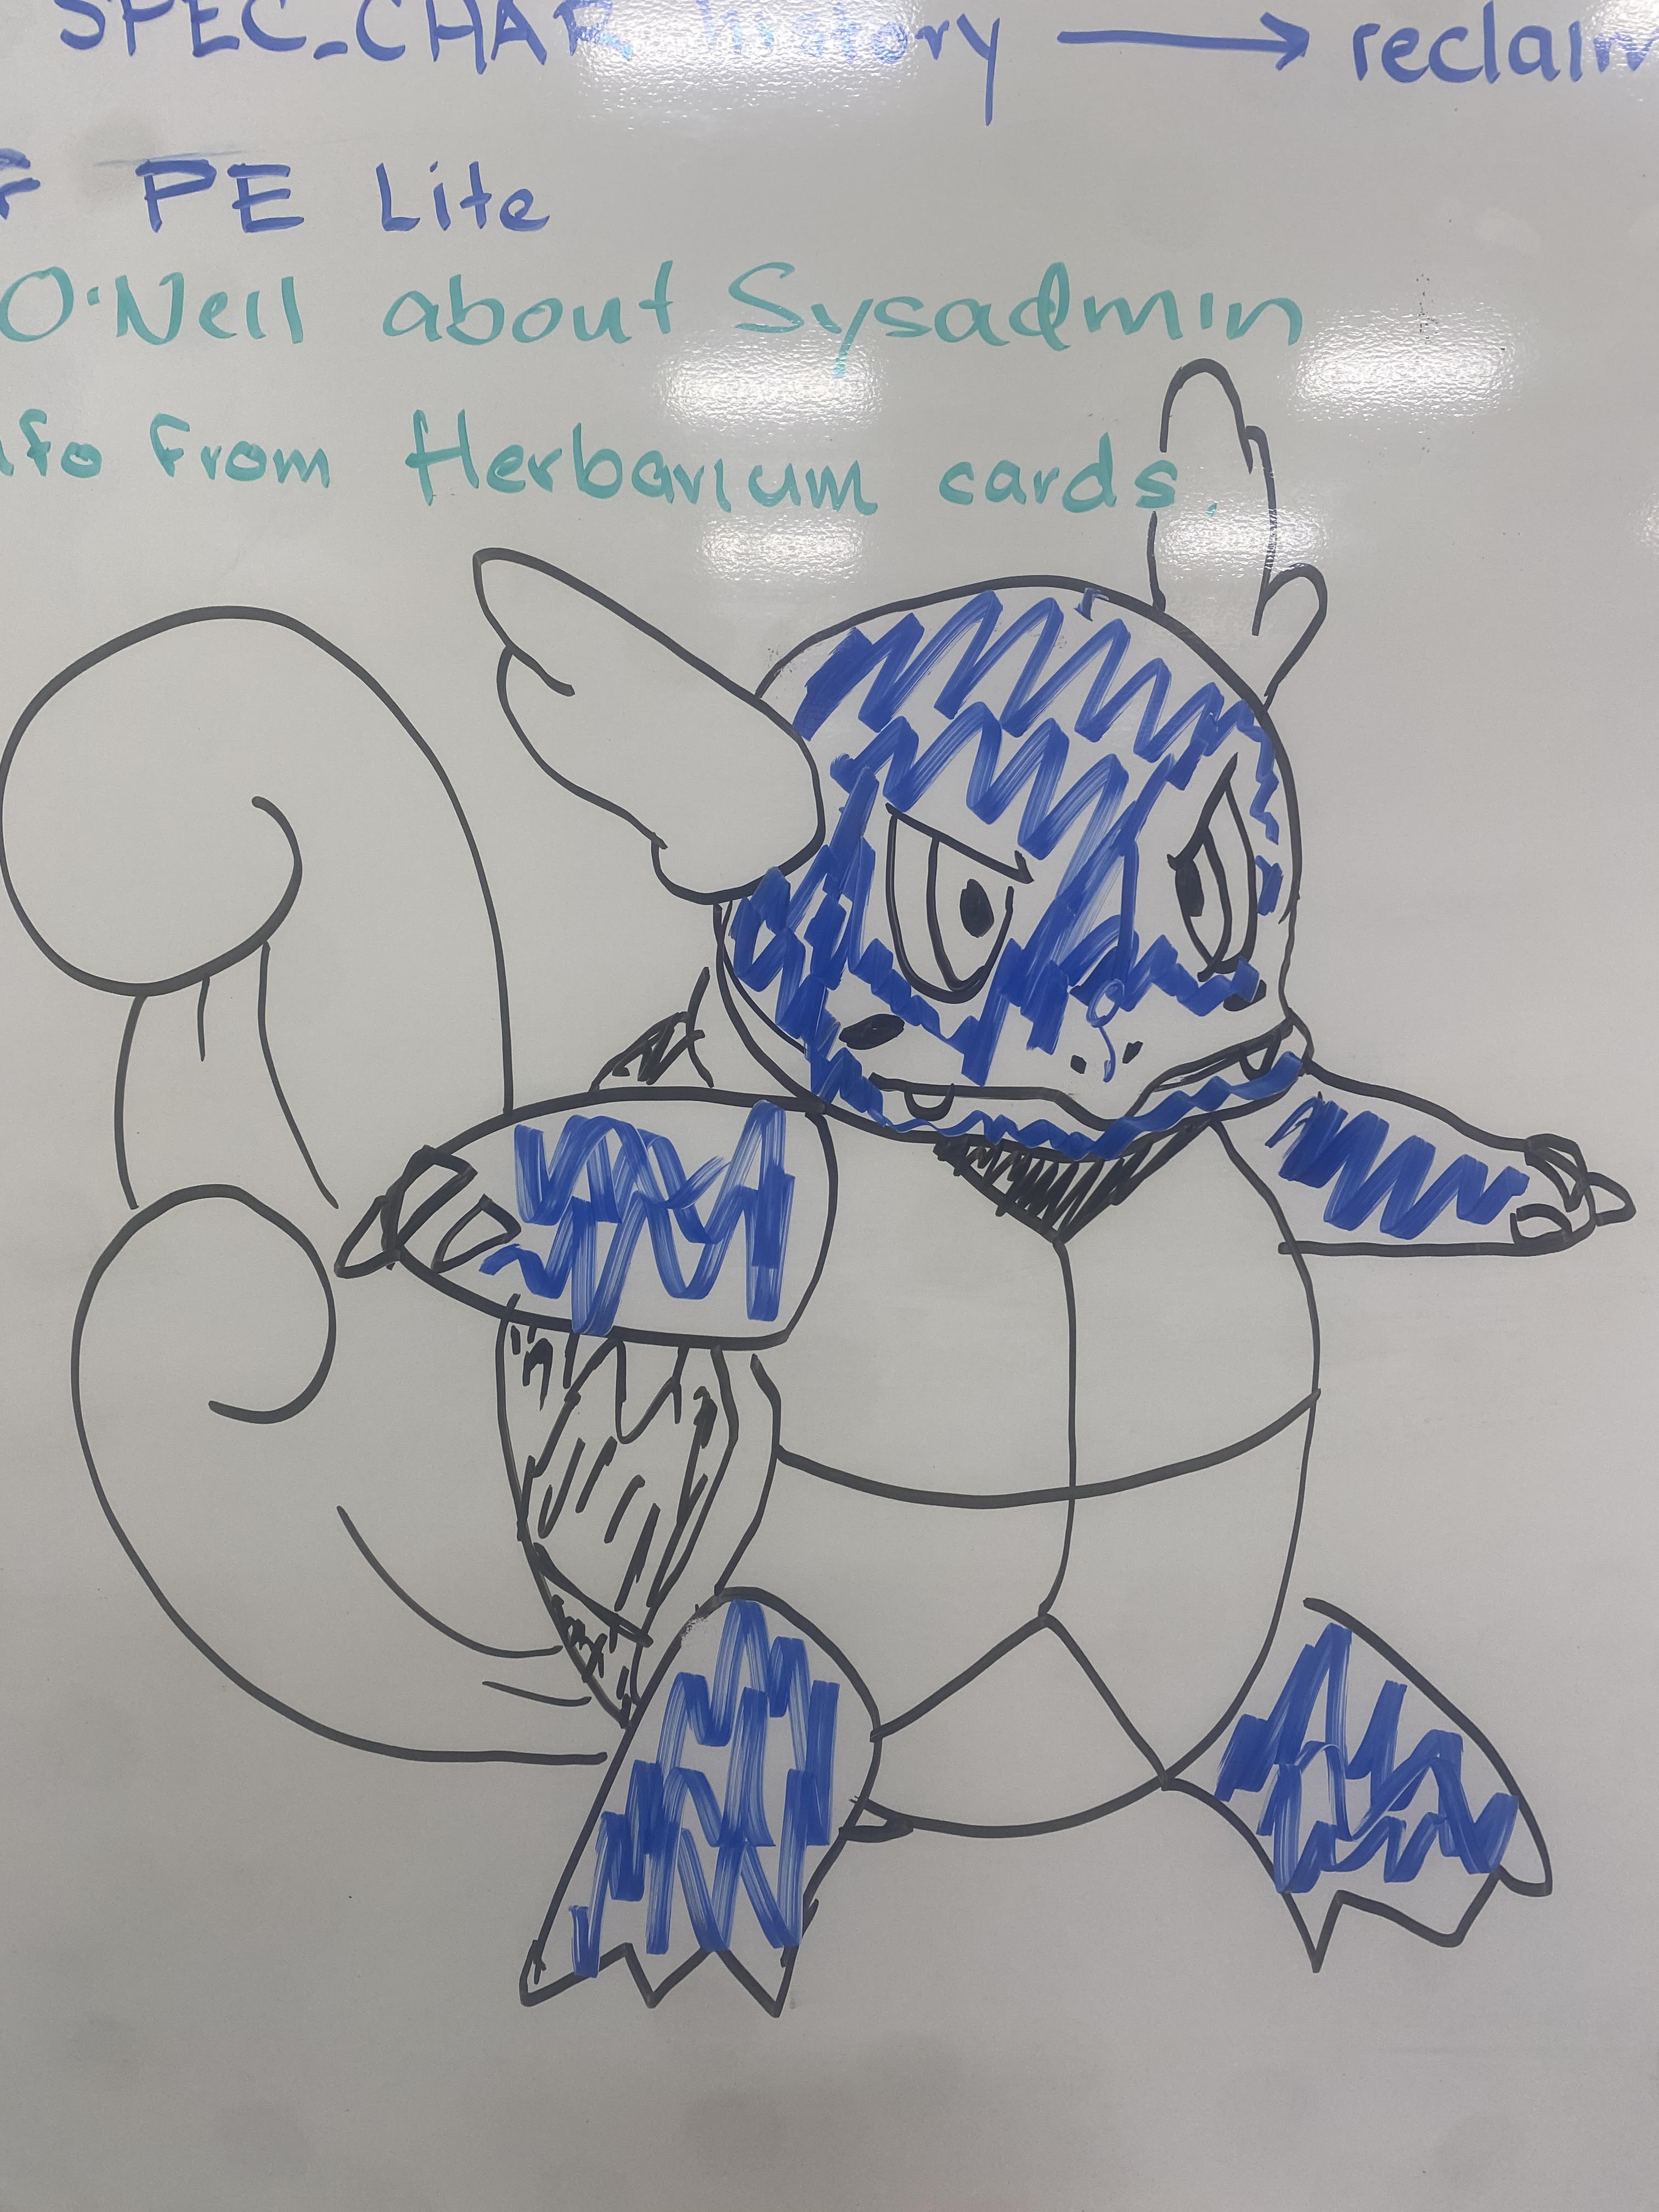 SPEC_CHAR history → reclaim
PE Lite
O'Neil about Sysadmin
from Herbarium cards.